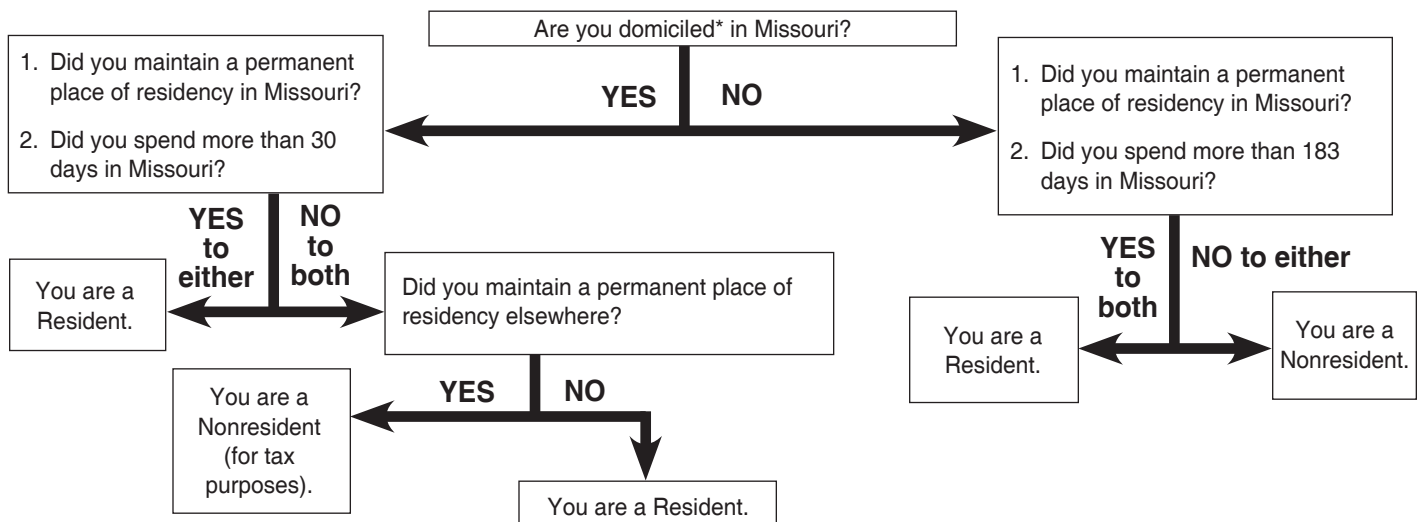 Are you domiciled* in Missouri?
YES NO
1. Did you maintain a permanent
place of residency in Missouri?
2. Did you spend more than 30
days in Missouri?
1. Did you maintain a permanent
place of residency in Missouri?
2. Did you spend more than 183
days in Missouri?
YES
to
either
NO
to
both
You are a
Resident.
Did you maintain a permanent place of
residency elsewhere?
YES NO
You are a
Nonresident
(for tax
purposes).
You are a Resident.
YES
to
both
NO to either
You are a
Resident.
You are a
Nonresident.